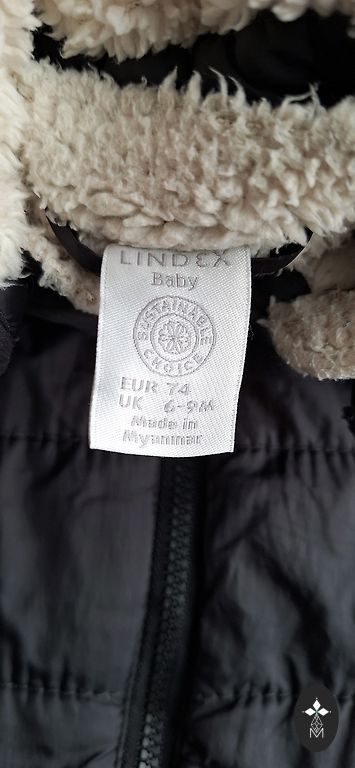 LINDEX
Baby
SUSTAINABLE
CHOICE
EUR 74
UK 6-9M
Made in
Myanmar